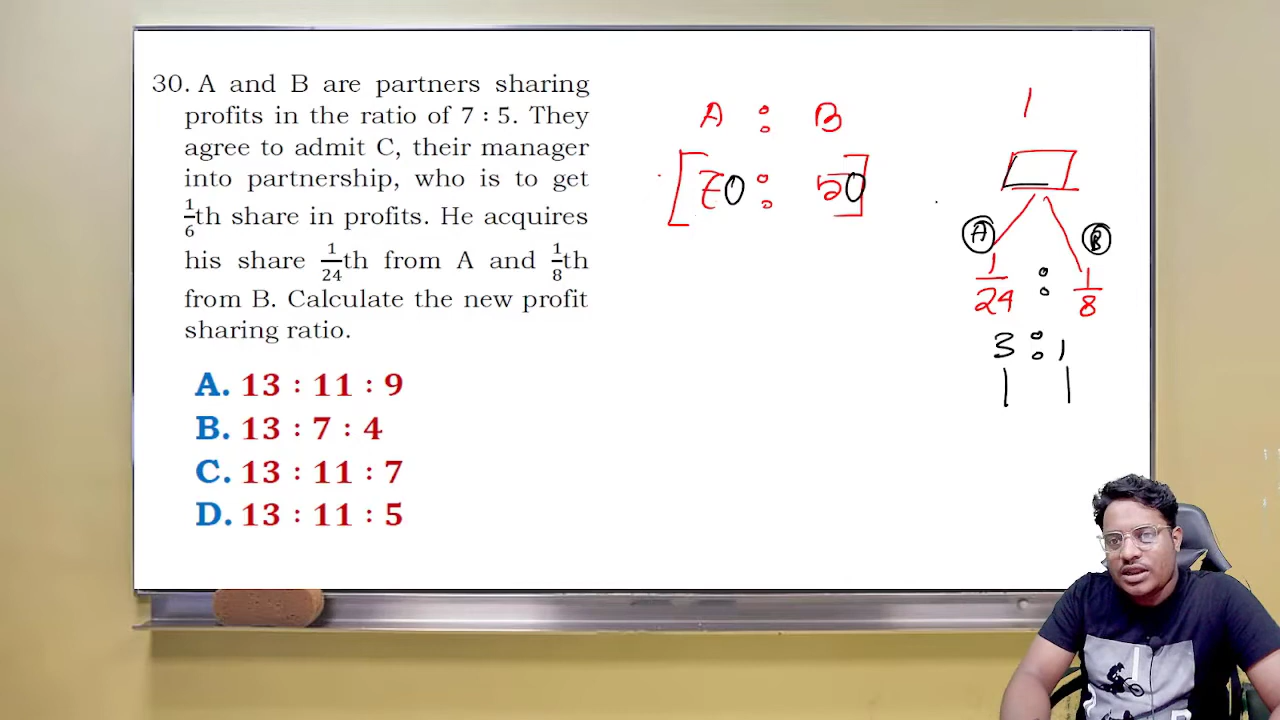 30. A and B are partners sharing
profits in the ratio of 7 : 5. They
agree to admit C, their manager
into partnership, who is to get
1/6th share in profits. He acquires
his share 1/24th from A and 1/8th
from B. Calculate the new profit
sharing ratio.
A. 13 : 11 : 9
B. 13 : 7 : 4
C. 13 : 11 : 7
D. 13 : 11 : 5
A : B
[70 : 50]
1
A B
1/24 : 1/8
3 : 1
1 1